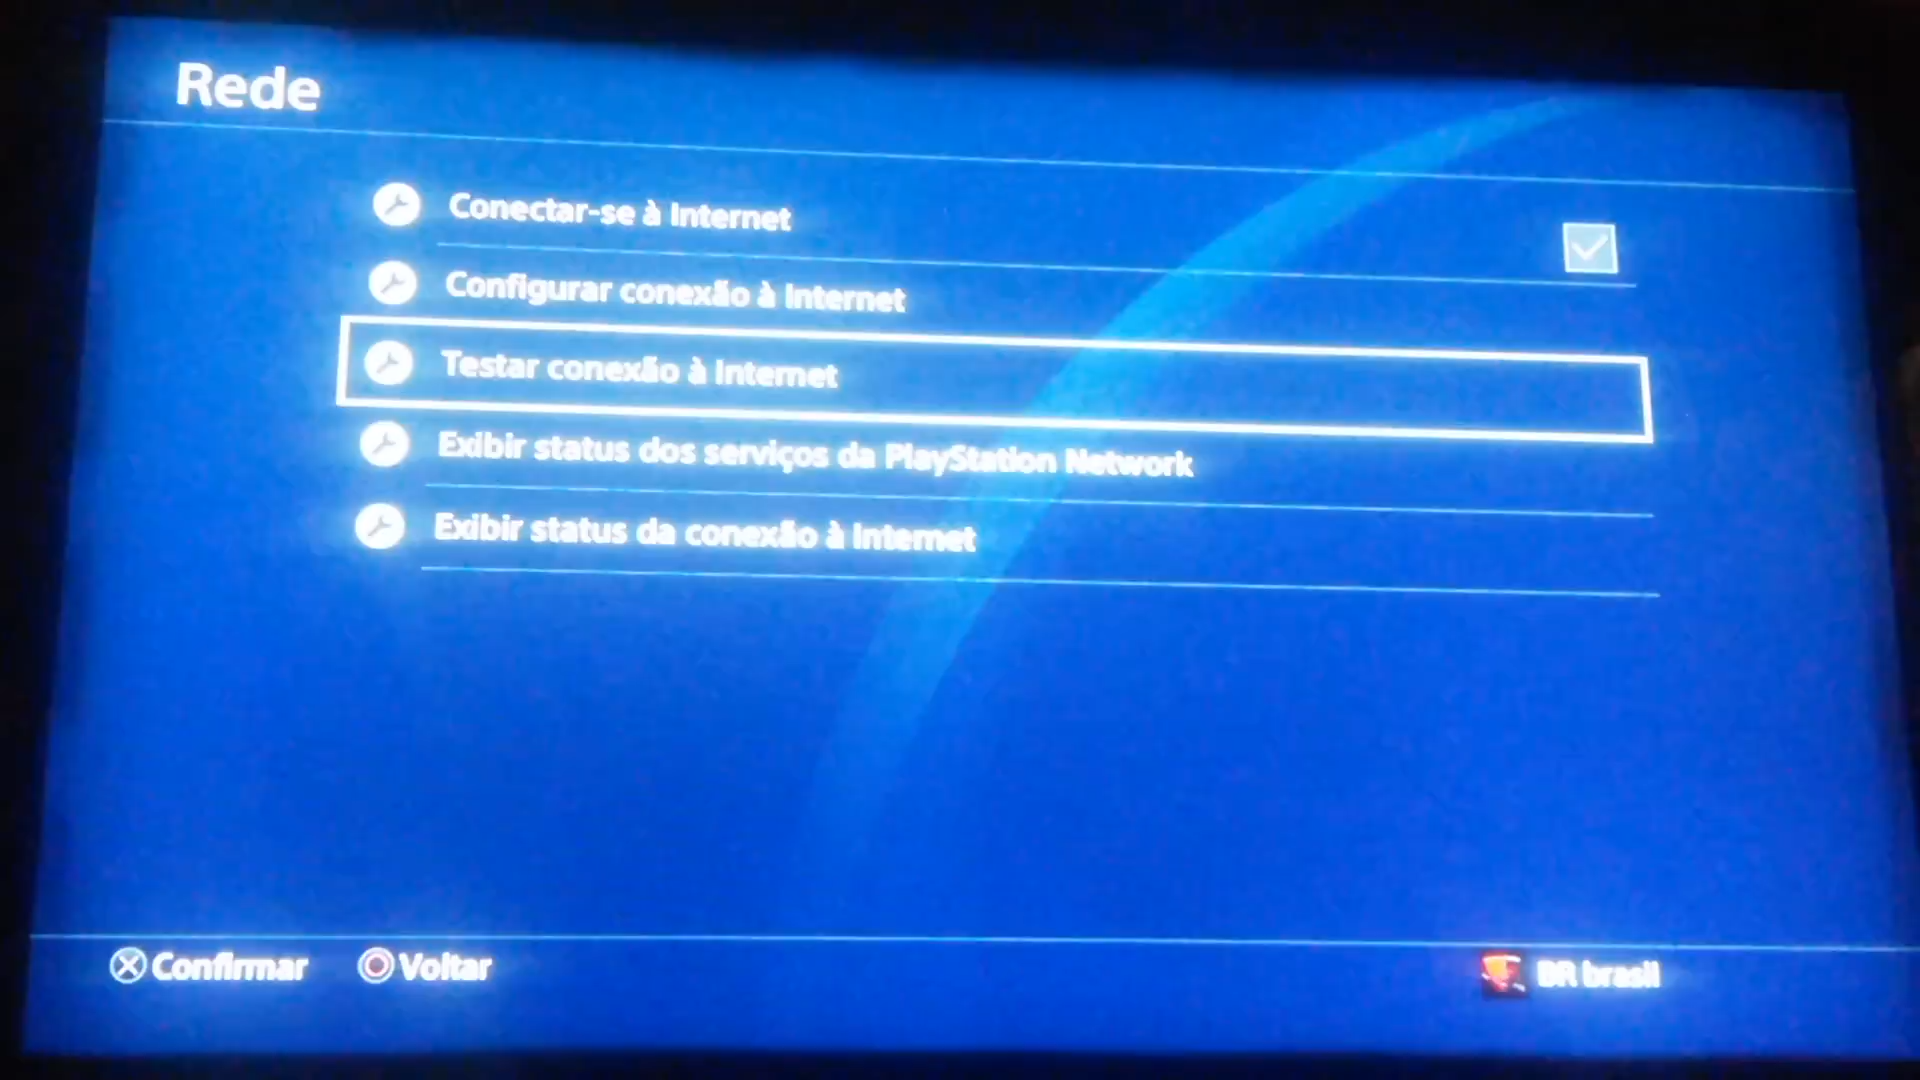 Rede
Conectar-se à Internet
Configurar conexão à Internet
Testar conexão à Internet
Exibir status dos serviços da PlayStation Network
Exibir status da conexão à Internet
Confirmar Voltar BR brasil